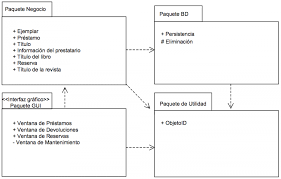 Paquete Negocio
+ Ejemplar
+ Préstamo
+ Título
+ Información del prestatario
+ Título del libro
+ Reserva
+ Título de la revista
Paquete BD
+ Persistencia
# Eliminación
<<Interfaz gráfico>>
Paquete GUI
+ Ventana de Préstamos
+ Ventana de Devoluciones
+ Ventana de Reservas
- Ventana de Mantenimiento
Paquete de Utilidad
+ ObjetoID